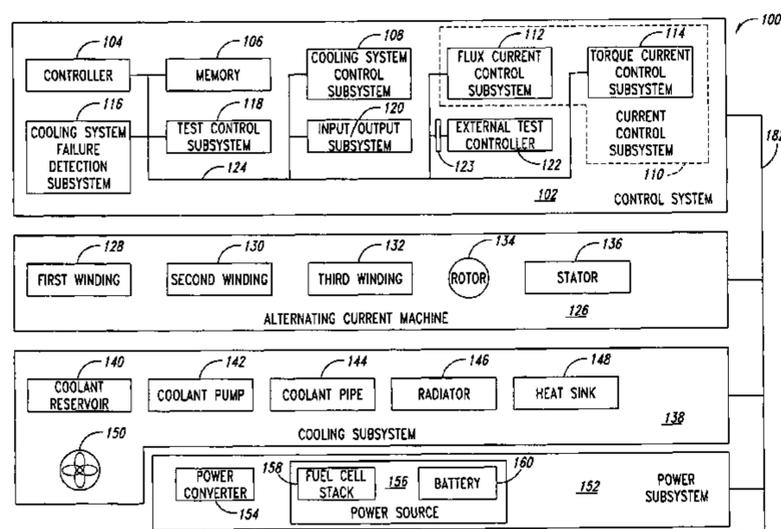 100
104
CONTROLLER
106
MEMORY
108
COOLING SYSTEM
CONTROL
SUBSYSTEM
112
FLUX CURRENT
CONTROL
SUBSYSTEM
114
TORQUE CURRENT
CONTROL
SUBSYSTEM
116
COOLING SYSTEM
FAILURE
DETECTION
SUBSYSTEM
118
TEST CONTROL
SUBSYSTEM
120
INPUT/OUTPUT
SUBSYSTEM
EXTERNAL TEST
CONTROLLER
122
123
124
CURRENT
CONTROL
SUBSYSTEM
110
102
CONTROL SYSTEM
182
128
FIRST WINDING
130
SECOND WINDING
132
THIRD WINDING
134
ROTOR
136
STATOR
ALTERNATING CURRENT MACHINE
126
140
COOLANT
RESERVOIR
142
COOLANT PUMP
144
COOLANT PIPE
146
RADIATOR
148
HEAT SINK
150
COOLING SUBSYSTEM
138
POWER
CONVERTER
154
158
FUEL CELL
STACK
156
BATTERY
160
POWER SOURCE
152
POWER
SUBSYSTEM